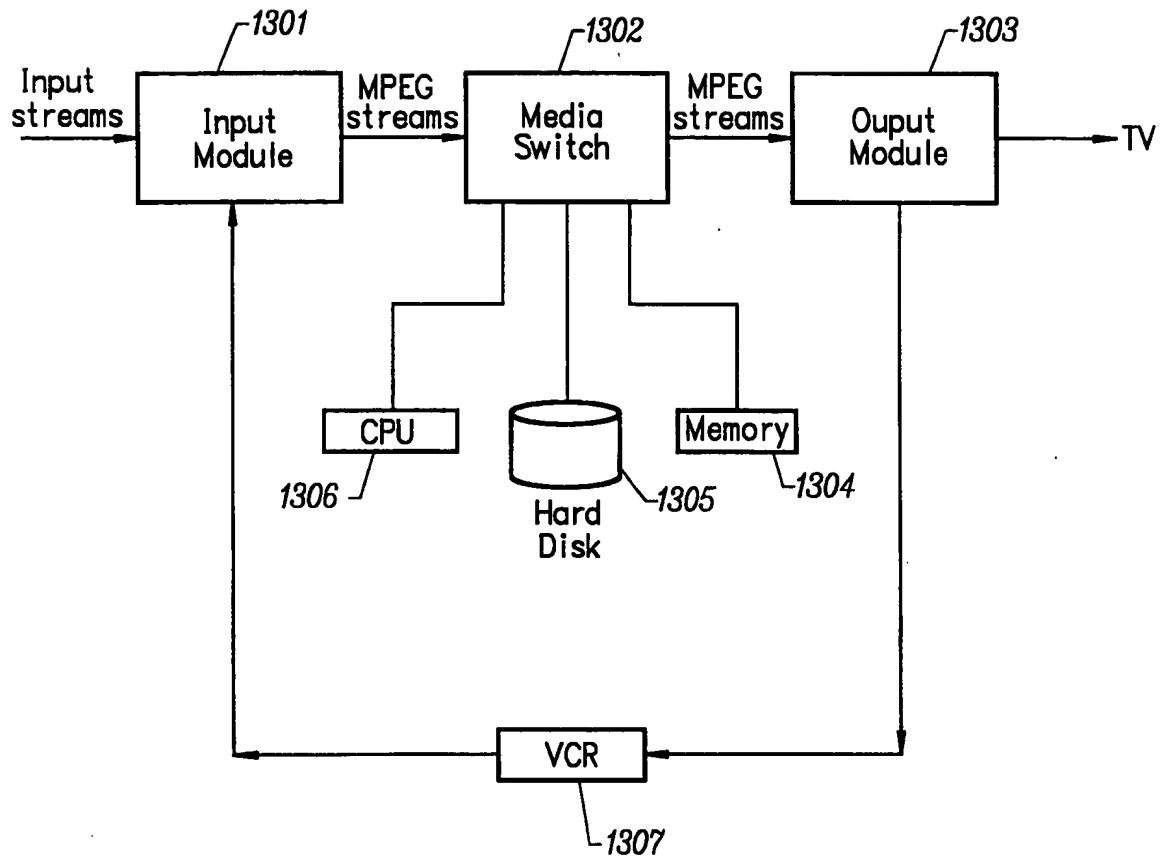 1301
1302
1303
Input
streams
Input
Module
MPEG
streams
Media
Switch
MPEG
streams
Ouput
Module
TV
CPU
1306
Hard
Disk
1305
Memory
1304
VCR
1307